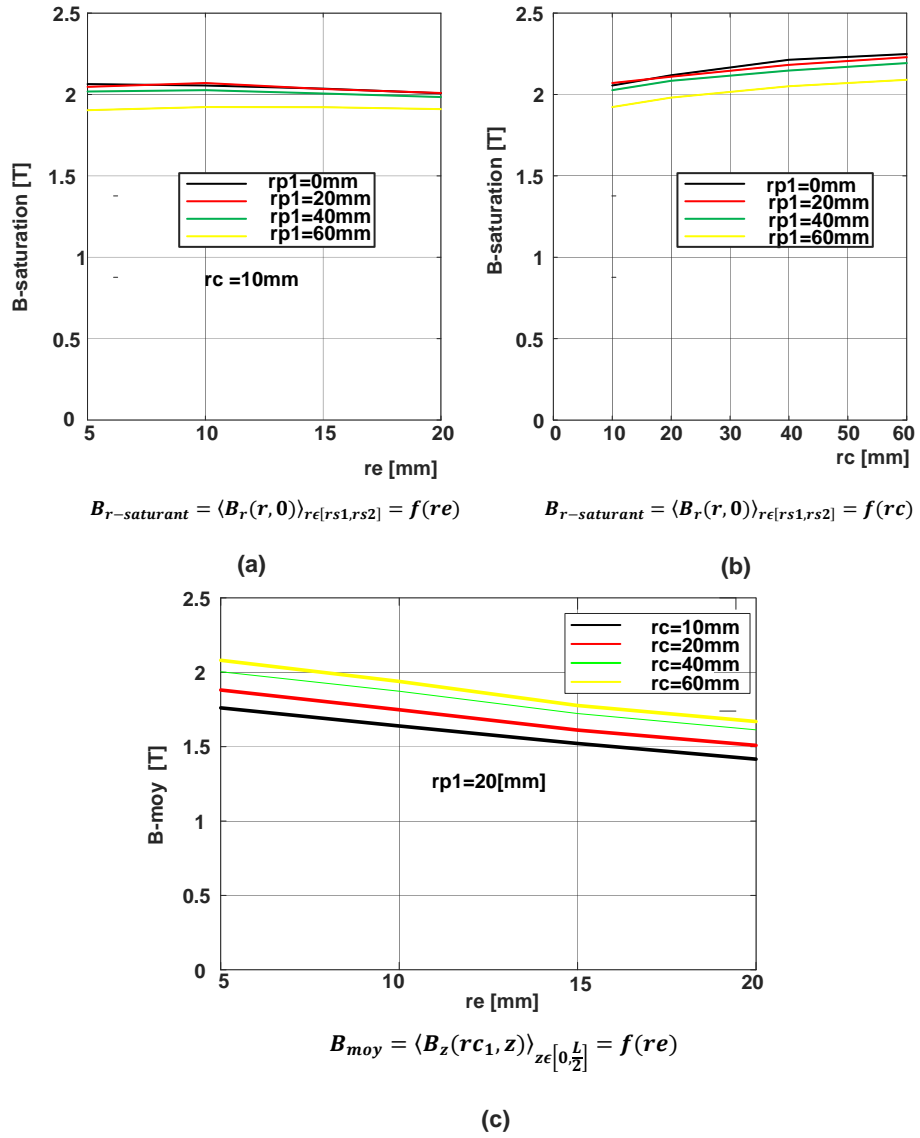 2.5
2
1.5
1
0.5
0
B-saturation [T]
rp1=0mm
rp1=20mm
rp1=40mm
rp1=60mm
rc =10mm
5
10
15
20
re [mm]
B_{r-saturant} = ⟨B_r(r, 0)⟩_{rϵ[rs1,rs2]} = f(re)
(a)
2.5
2
1.5
1
0.5
0
B-saturation [T]
rp1=0mm
rp1=20mm
rp1=40mm
rp1=60mm
0 10 20 30 40 50 60
rc [mm]
B_{r-saturant} = ⟨B_r(r, 0)⟩_{rϵ[rs1,rs2]} = f(rc)
(b)
2.5
2
1.5
1
0.5
0
B-moy [T]
rc=10mm
rc=20mm
rc=40mm
rc=60mm
rp1=20[mm]
5
10
15
20
re [mm]
B_{moy} = ⟨B_z(rc_1, z)⟩_{zϵ[0,L/2]} = f(re)
(c)